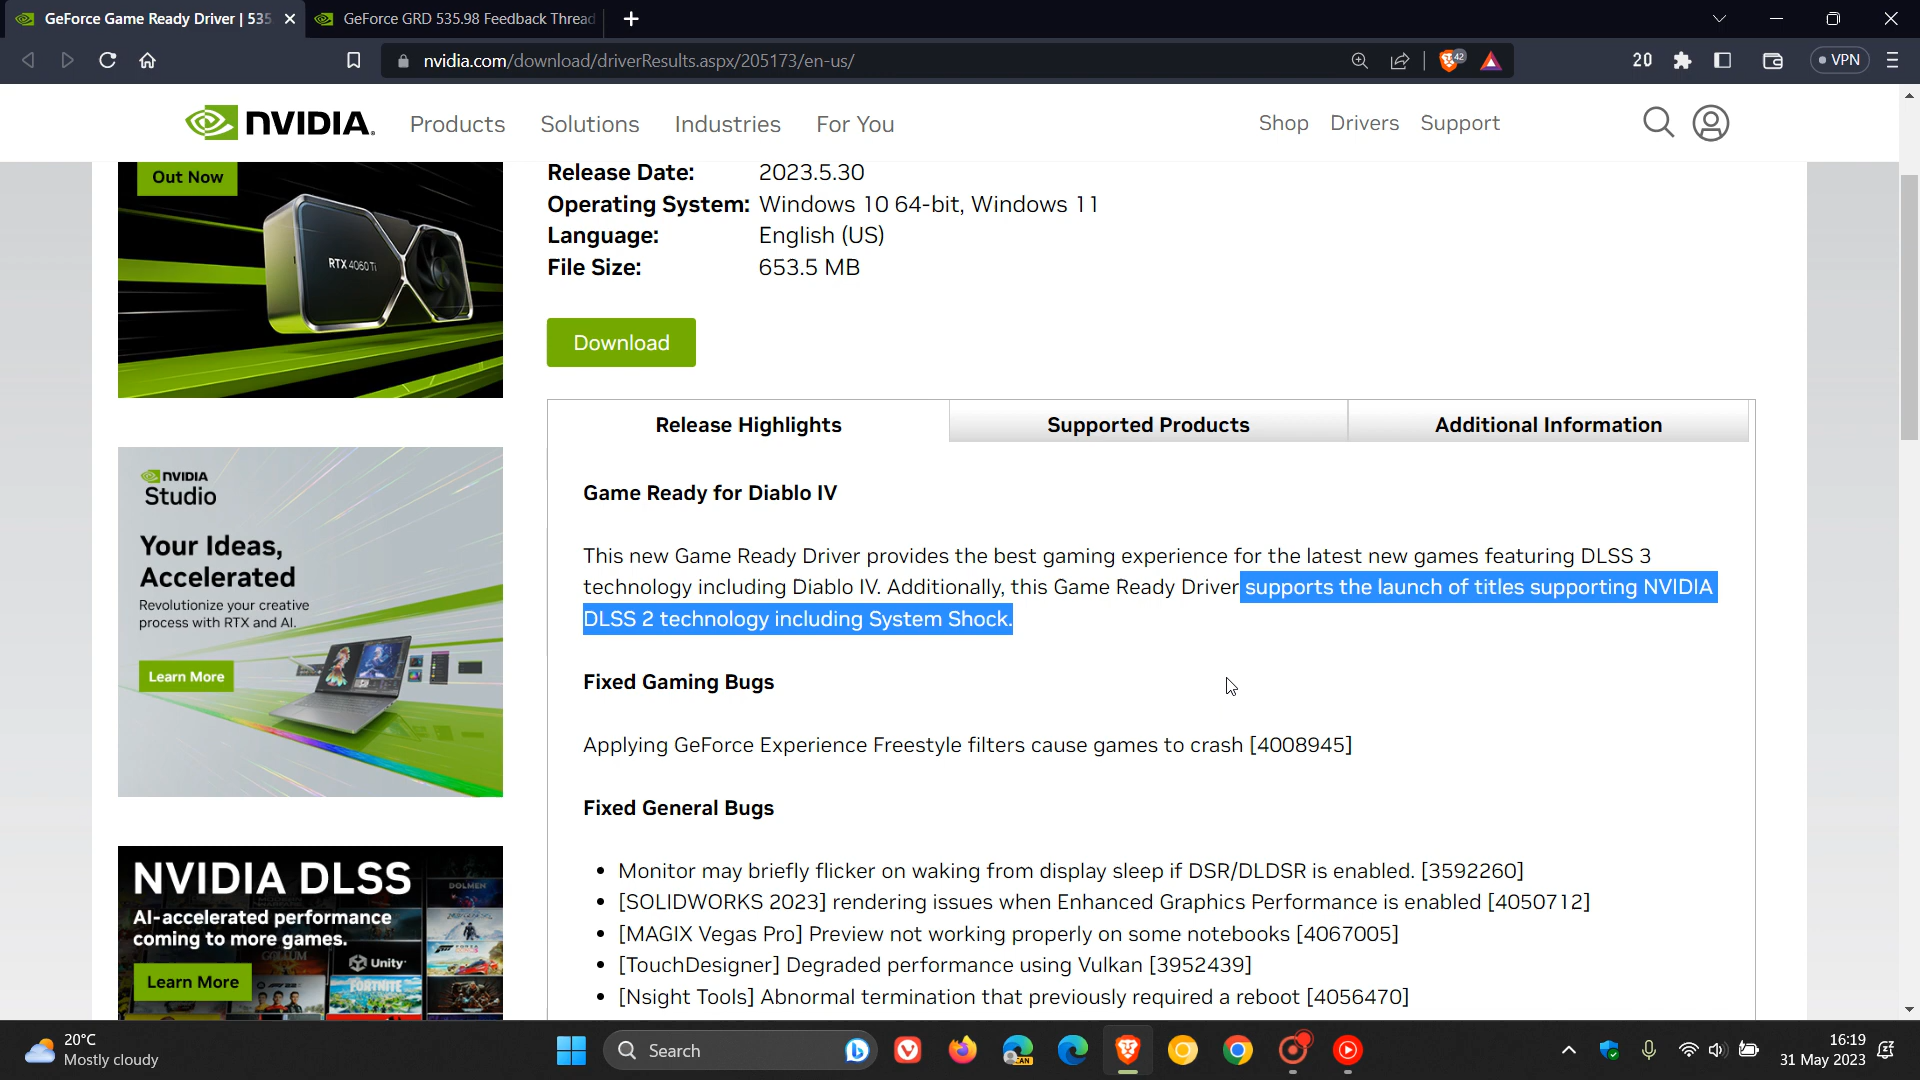 GeForce Game Ready Driver | 535
GeForce GRD 535.98 Feedback Thread
nvidia.com/download/driverResults.aspx/205173/en-us/
42
20
VPN
NVIDIA.
Products
Solutions
Industries
For You
Shop
Drivers
Support
Out Now
RTX 4060 Ti
Release Date: 2023.5.30
Operating System: Windows 10 64-bit, Windows 11
Language: English (US)
File Size: 653.5 MB
Download
Release Highlights
Supported Products
Additional Information
Game Ready for Diablo IV
This new Game Ready Driver provides the best gaming experience for the latest new games featuring DLSS 3
technology including Diablo IV. Additionally, this Game Ready Driver supports the launch of titles supporting NVIDIA
DLSS 2 technology including System Shock.
Fixed Gaming Bugs
Applying GeForce Experience Freestyle filters cause games to crash [4008945]
Fixed General Bugs
• Monitor may briefly flicker on waking from display sleep if DSR/DLDSR is enabled. [3592260]
• [SOLIDWORKS 2023] rendering issues when Enhanced Graphics Performance is enabled [4050712]
• [MAGIX Vegas Pro] Preview not working properly on some notebooks [4067005]
• [TouchDesigner] Degraded performance using Vulkan [3952439]
• [Nsight Tools] Abnormal termination that previously required a reboot [4056470]
NVIDIA
Studio
Your Ideas,
Accelerated
Revolutionize your creative
process with RTX and AI.
Learn More
NVIDIA DLSS
AI-accelerated performance
coming to more games.
Learn More
DOLMEN
GOLLUM
Unity
FORTNITE
20°C
Mostly cloudy
Search
CAN
16:19
31 May 2023